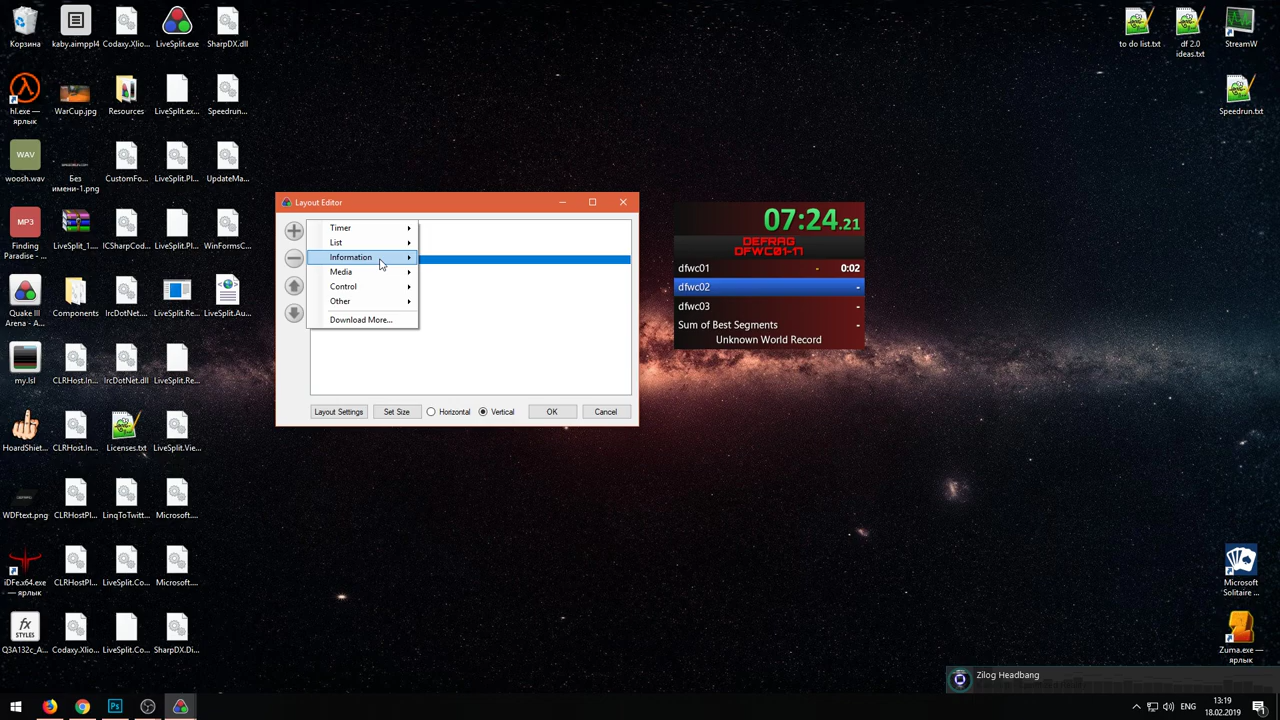 Корзина
kaby.aimppl4
Codaxy.Xlio...
LiveSplit.exe
SharpDX.dll
to do list.txt
df 2.0
ideas.txt
StreamW
hl.exe —
ярлык
WarCup.jpg
Resources
LiveSplit.ex...
Speedrun...
Speedrun.txt
WAV
woosh.wav
Без
имени-1.png
CustomFo...
LiveSplit.Pl...
UpdateMa...
MP3
Finding
Paradise - ...
LiveSplit_1....
ICSharpCod...
LiveSplit.Pl...
WinFormsC...
Quake III
Arena - A...
Components
IrcDotNet....
LiveSplit.Re...
LiveSplit.Au...
my.lsl
CLRHost.In...
IrcDotNet.dll
LiveSplit.Re...
HoardShiet...
CLRHost.In...
Licenses.txt
LiveSplit.Vie...
WDFtext.png
CLRHostPl...
LinqToTwitt...
Microsoft....
iDFe.x64.exe
— ярлык
CLRHostPl...
LiveSplit.Co...
Microsoft....
Microsoft
Solitaire ...
fx
STYLES
Q3A132c_A...
Codaxy.Xlio...
LiveSplit.Co...
SharpDX.Di...
Zuma.exe —
ярлык
Layout Editor
Timer
List
Information
Media
Control
Other
Download More...
Layout Settings
Set Size
Horizontal
Vertical
OK
Cancel
07:24.21
DEFRAG
DFWC01-17
dfwc01 - 0:02
dfwc02 -
dfwc03 -
Sum of Best Segments -
Unknown World Record
Zilog Headbang
ENG
13:19
18.02.2019
1